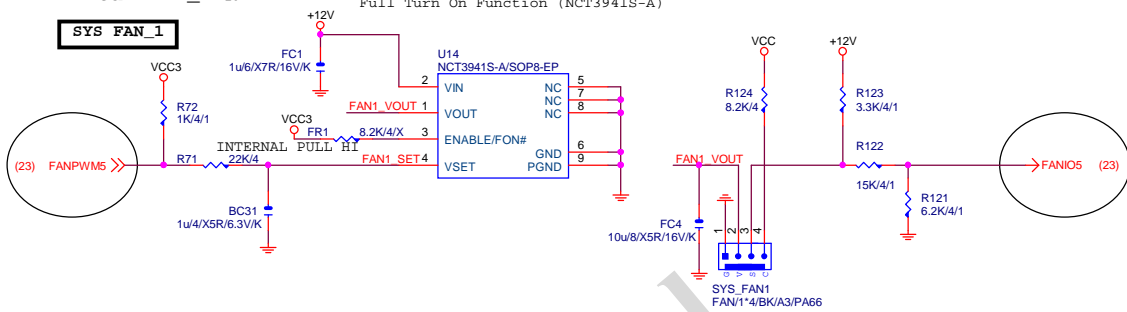 Full Turn On Function (NCT3941S-A)
SYS FAN_1
+12V
VCC3
FC1
1u/6/X7R/16V/K
U14
NCT3941S-A/SOP8-EP
2
VIN
FAN1_VOUT
1
VOUT
VCC3
FR1
8.2K/4/X
3
ENABLE/FON#
INTERNAL PULL HI
FAN1_SET
4
VSET
NC
5
NC
7
NC
8
GND
6
PGND
9
R72
1K/4/1
(23)
FANPWM5
R71
22K/4
BC31
1u/4/X5R/6.3V/K
VCC
+12V
R124
8.2K/4
R123
3.3K/4/1
FAN1_VOUT
R122
15K/4/1
FANIO5
(23)
R121
6.2K/4/1
FC4
10u/8/X5R/16V/K
1
2
3
4
G
V
S
C
SYS_FAN1
FAN/1*4/BK/A3/PA66